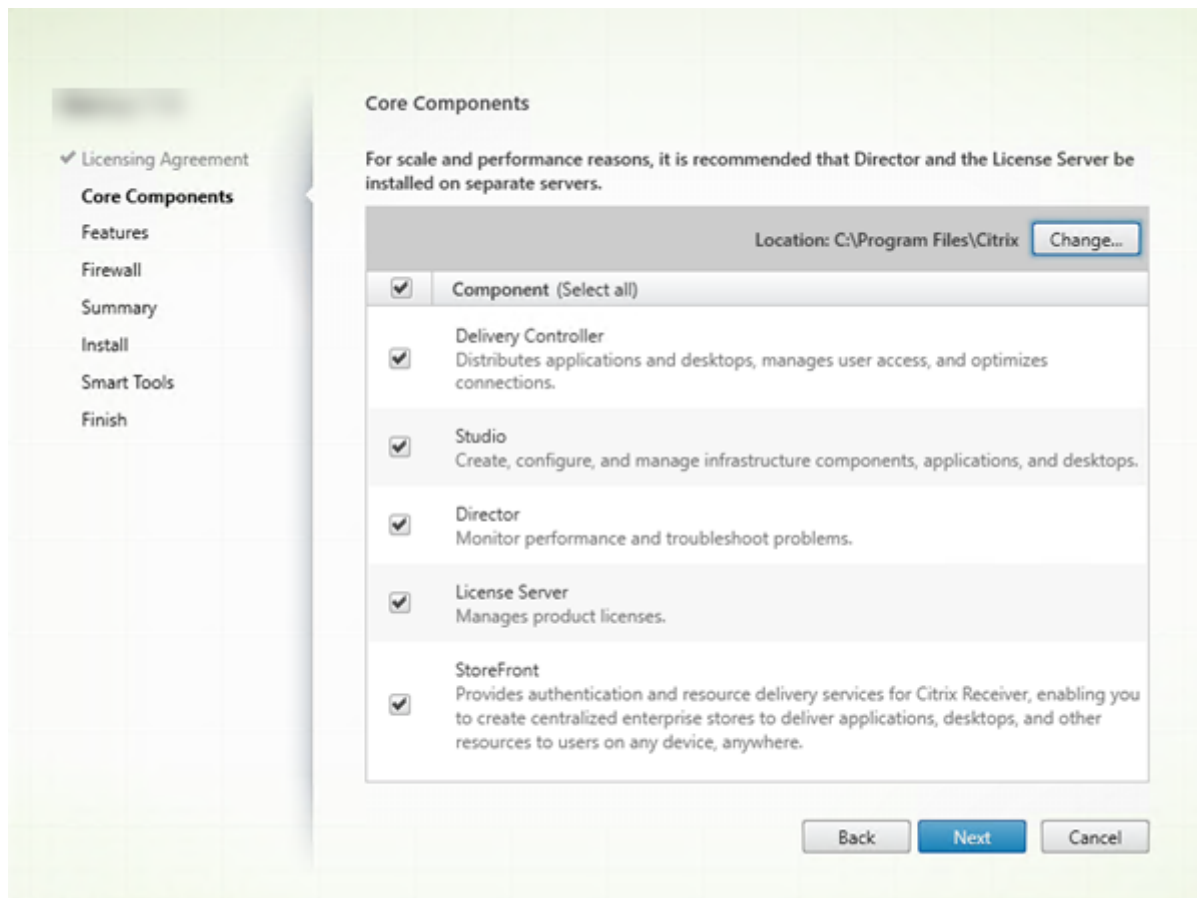 Licensing Agreement
Core Components
Features
Firewall
Summary
Install
Smart Tools
Finish
Core Components
For scale and performance reasons, it is recommended that Director and the License Server be
installed on separate servers.
Location: C:\Program Files\Citrix
Change...
Component (Select all)
Delivery Controller
Distributes applications and desktops, manages user access, and optimizes
connections.
Studio
Create, configure, and manage infrastructure components, applications, and desktops.
Director
Monitor performance and troubleshoot problems.
License Server
Manages product licenses.
StoreFront
Provides authentication and resource delivery services for Citrix Receiver, enabling you
to create centralized enterprise stores to deliver applications, desktops, and other
resources to users on any device, anywhere.
Back
Next
Cancel